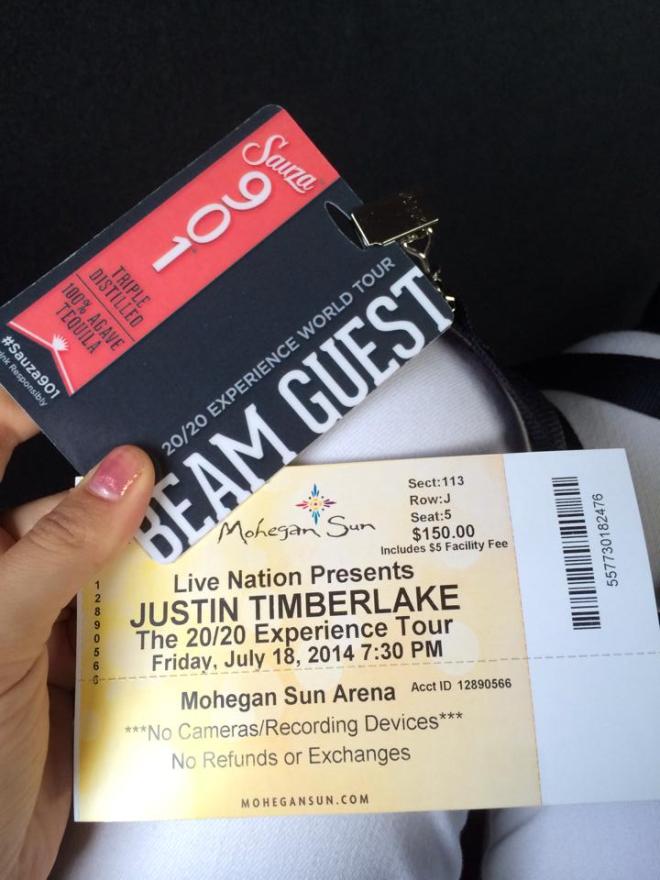 Sauza
901
TRIPLE
DISTILLED
100% AGAVE
TEQUILA
#Sauza901
Drink Responsibly
20/20 EXPERIENCE WORLD TOUR
BEAM GUEST
Mohegan Sun
Sect:113
Row:J
Seat:5
$150.00
Includes $5 Facility Fee
Live Nation Presents
JUSTIN TIMBERLAKE
The 20/20 Experience Tour
Friday, July 18, 2014 7:30 PM
Mohegan Sun Arena
Acct ID 12890566
***No Cameras/Recording Devices***
No Refunds or Exchanges
MOHEGANSUN.COM
12890566
557730182476